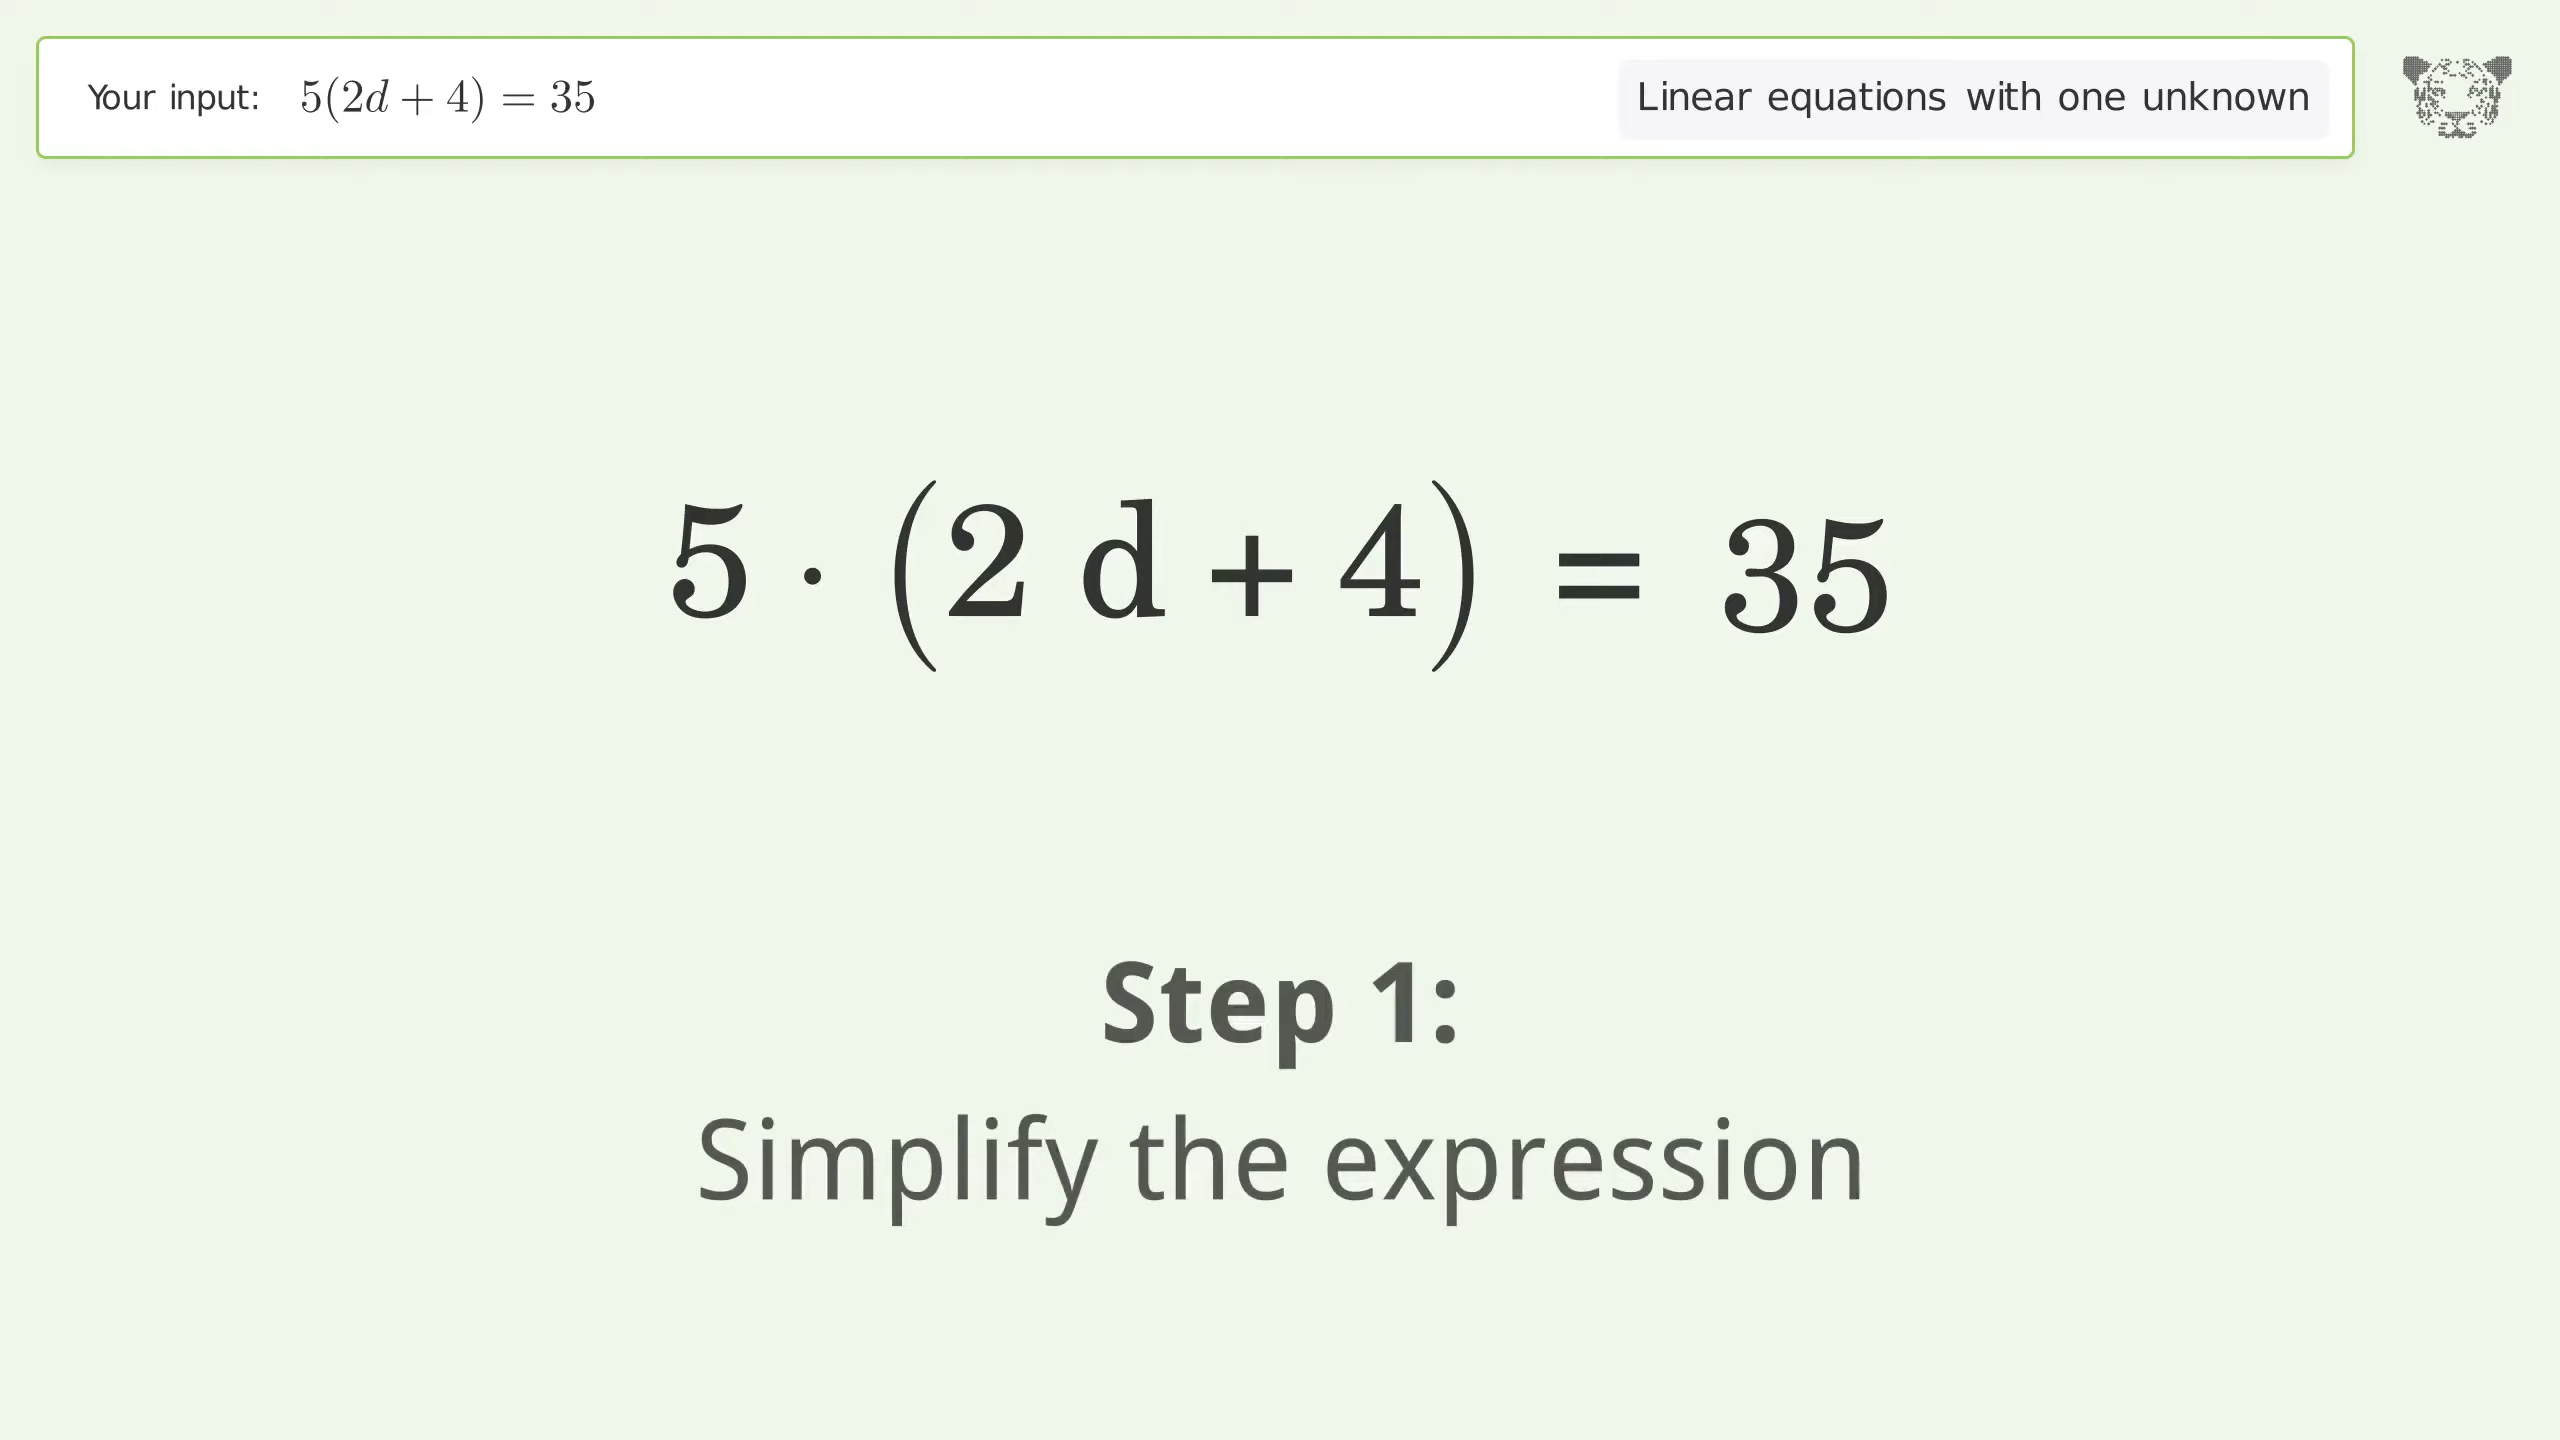 Your input: 5(2d + 4) = 35
Linear equations with one unknown
5 · (2 d + 4) = 35
Step 1:
Simplify the expression